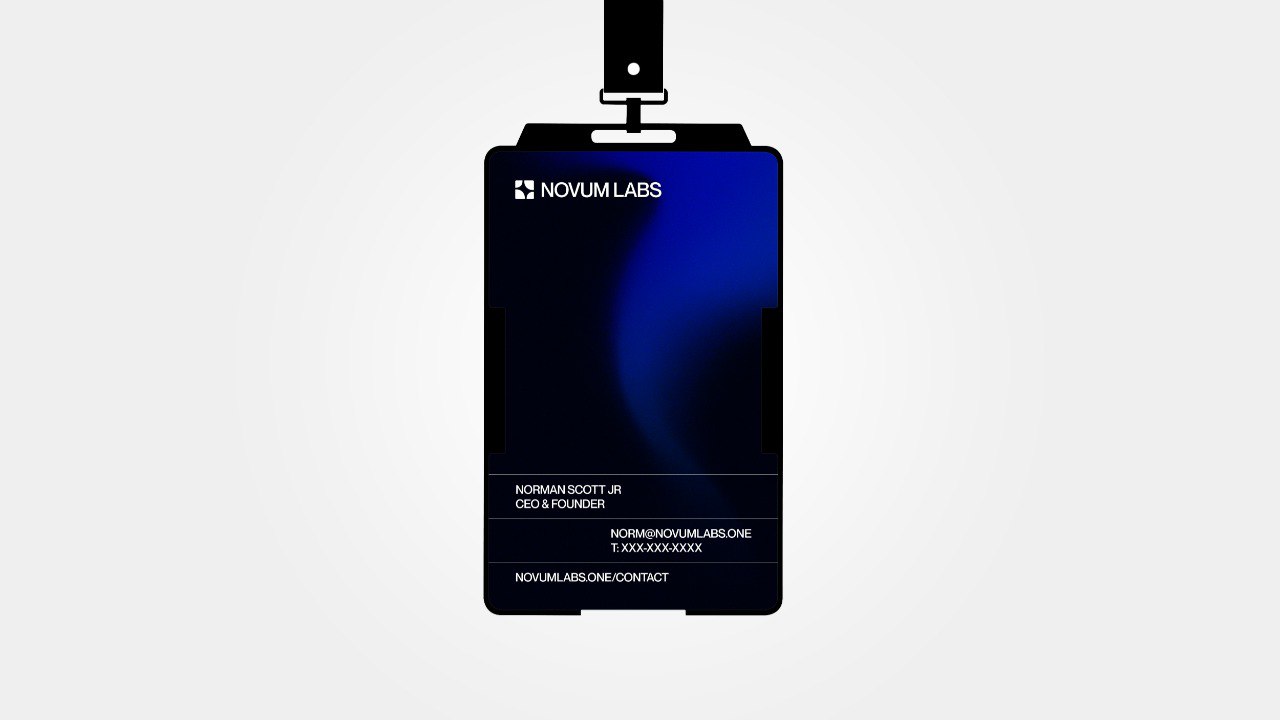 NOVUM LABS
NORMAN SCOTT JR
CEO & FOUNDER
NORM@NOVUMLABS.ONE
T: XXX-XXX-XXXX
NOVUMLABS.ONE/CONTACT